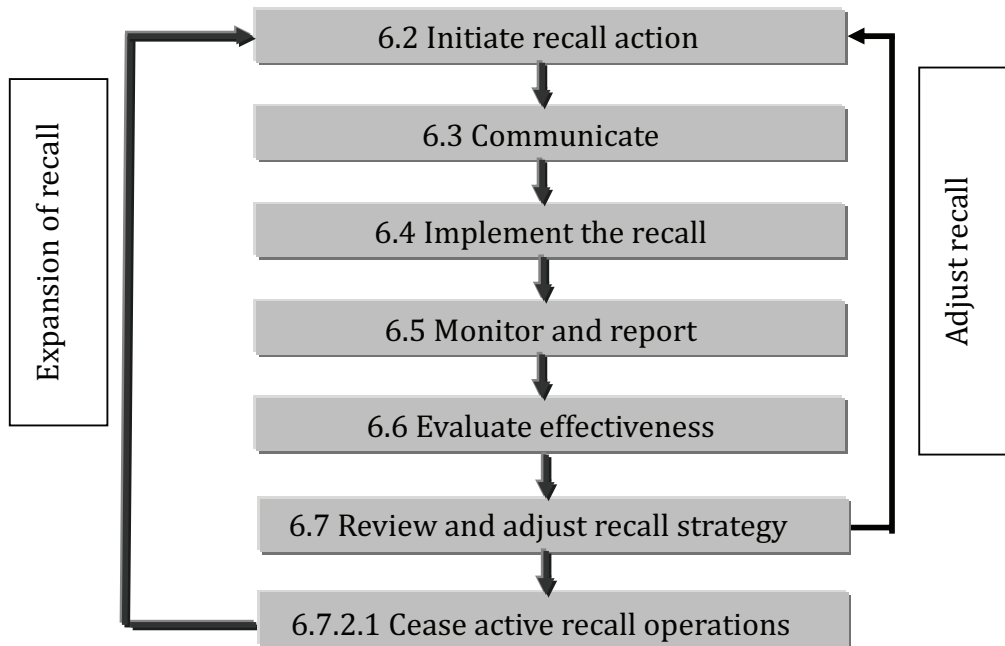 6.2 Initiate recall action
6.3 Communicate
6.4 Implement the recall
6.5 Monitor and report
6.6 Evaluate effectiveness
6.7 Review and adjust recall strategy
6.7.2.1 Cease active recall operations
Expansion of recall
Adjust recall